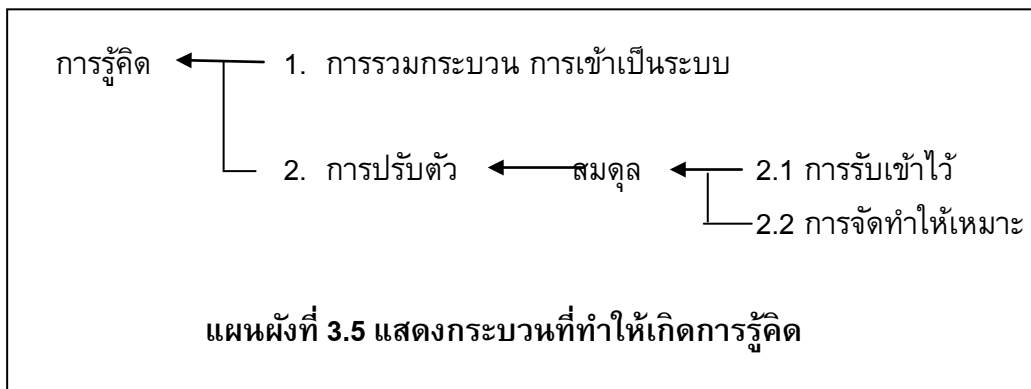 การรู้คิด 1. การรวมกระบวน การเข้าเป็นระบบ
2. การปรับตัว สมดุล 2.1 การรับเข้าไว้
2.2 การจัดทำให้เหมาะ
แผนผังที่ 3.5 แสดงกระบวนที่ทำให้เกิดการรู้คิด